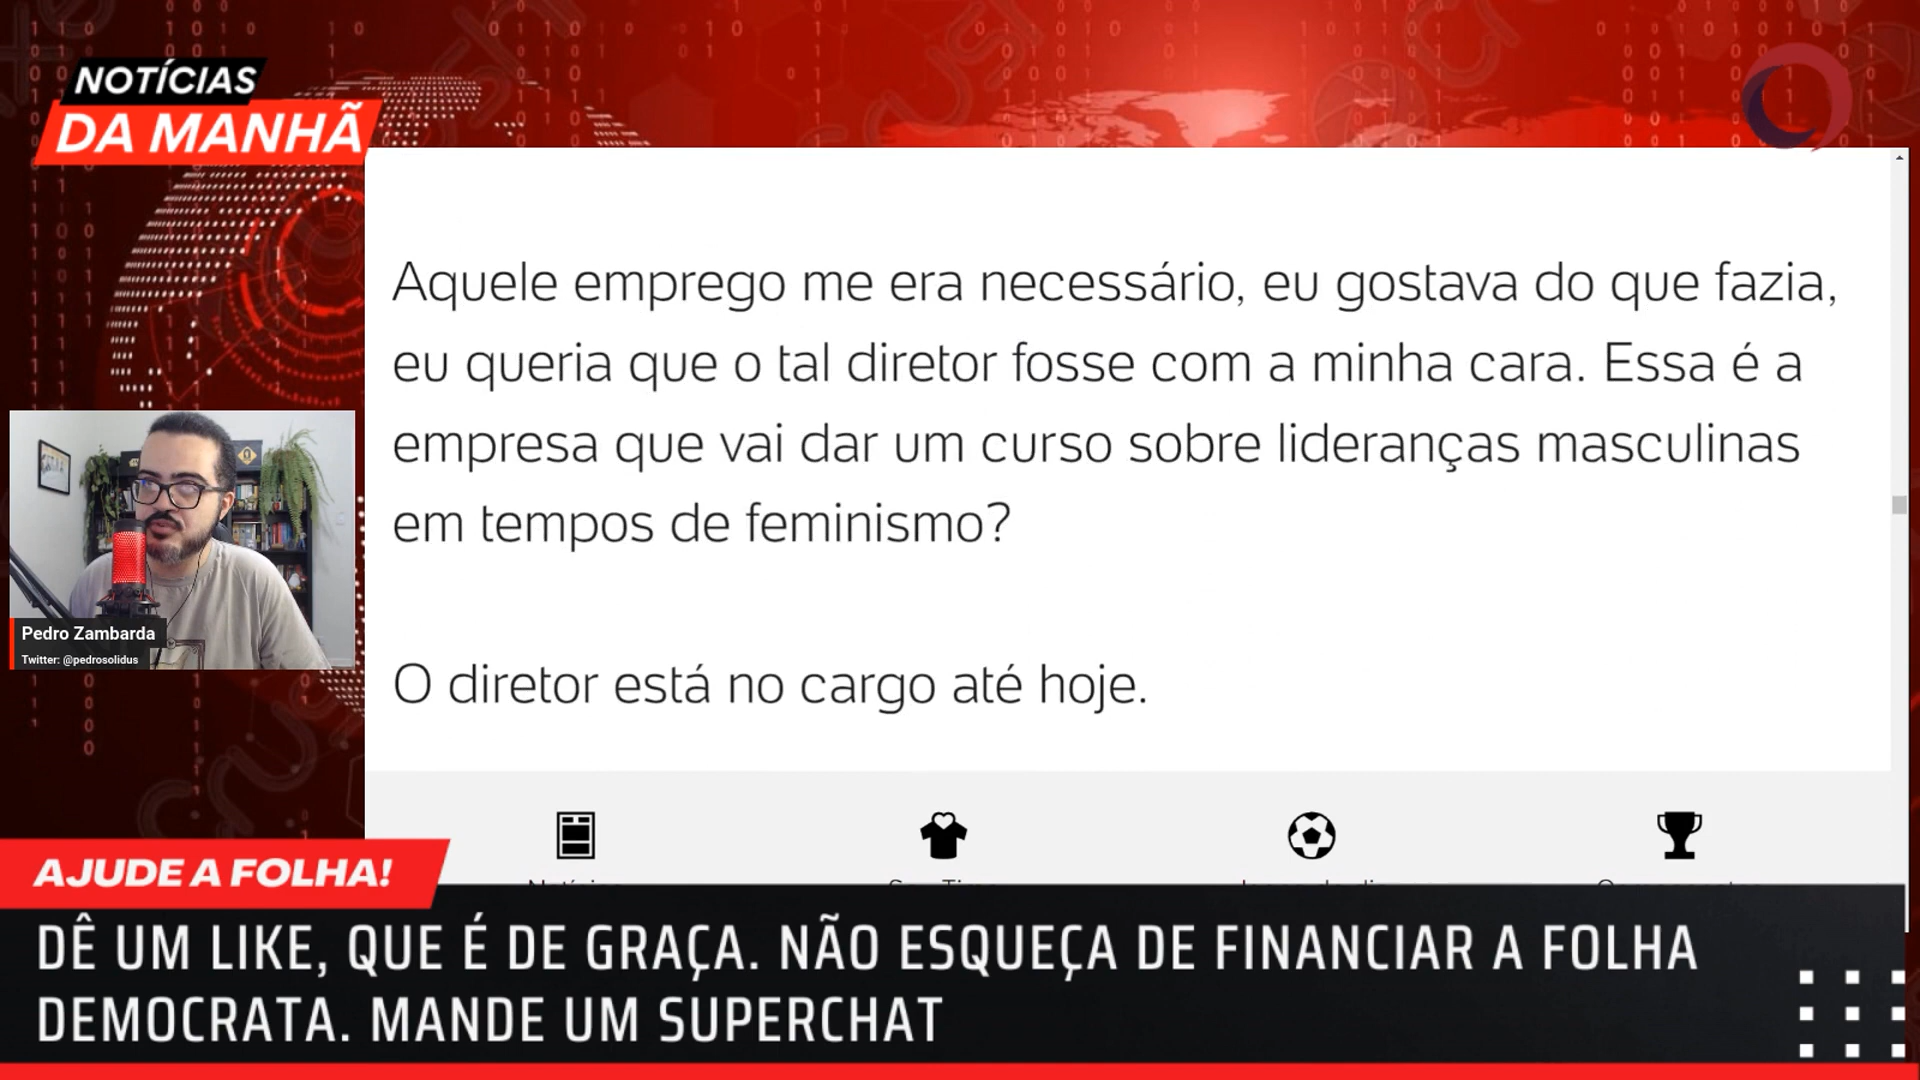 NOTÍCIAS
DA MANHÃ
Aquele emprego me era necessário, eu gostava do que fazia,
eu queria que o tal diretor fosse com a minha cara. Essa é a
empresa que vai dar um curso sobre lideranças masculinas
em tempos de feminismo?
O diretor está no cargo até hoje.
Pedro Zambarda
Twitter: @pedrosolidus
AJUDE A FOLHA!
DÊ UM LIKE, QUE É DE GRAÇA. NÃO ESQUEÇA DE FINANCIAR A FOLHA
DEMOCRATA. MANDE UM SUPERCHAT